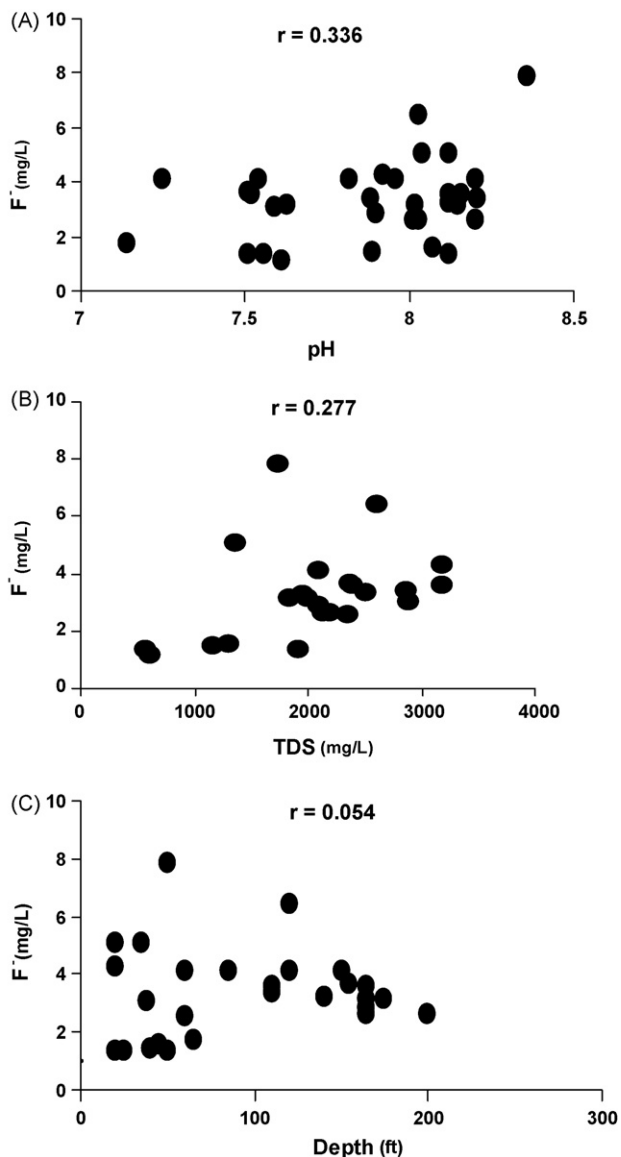 (A)
r = 0.336
10
8
6
4
2
0
F⁻ (mg/L)
7
7.5
8
8.5
pH
(B)
r = 0.277
10
8
6
4
2
0
F⁻ (mg/L)
0
1000
2000
3000
4000
TDS (mg/L)
(C)
r = 0.054
10
8
6
4
2
0
F⁻(mg/L)
0
100
200
300
Depth (ft)